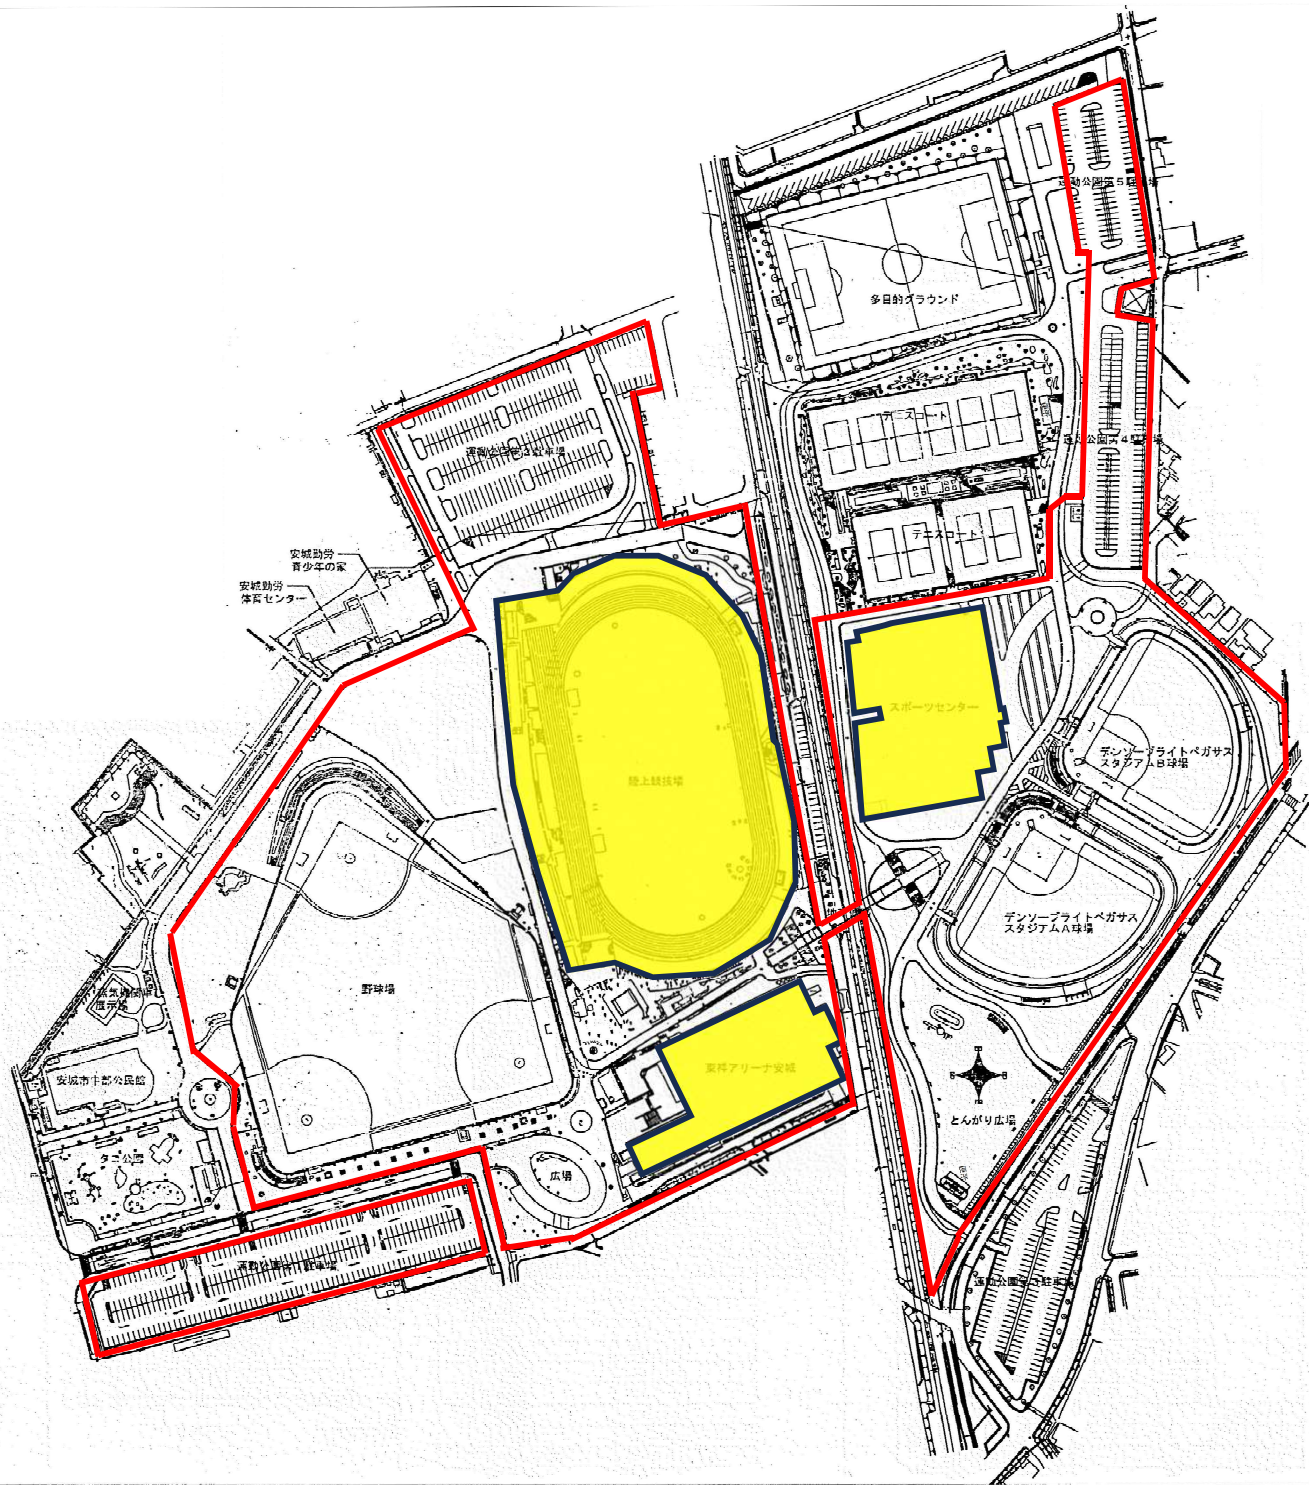 運動公園第5駐車場
多目的グラウンド
テニスコート
運動公園第4駐車場
運動公園第2駐車場
テニスコート
安城勤労
青少年の家
安城勤労
体育センター
スポーツセンター
デンソーブライトペガサス
スタジアムB球場
陸上競技場
デンソーブライトペガサス
スタジアムA球場
野球場
蒸気機関車
展示場
東祥アリーナ安城
安城市中部公民館
とんがり広場
タコ公園
広場
運動公園第1駐車場
運動公園第3駐車場